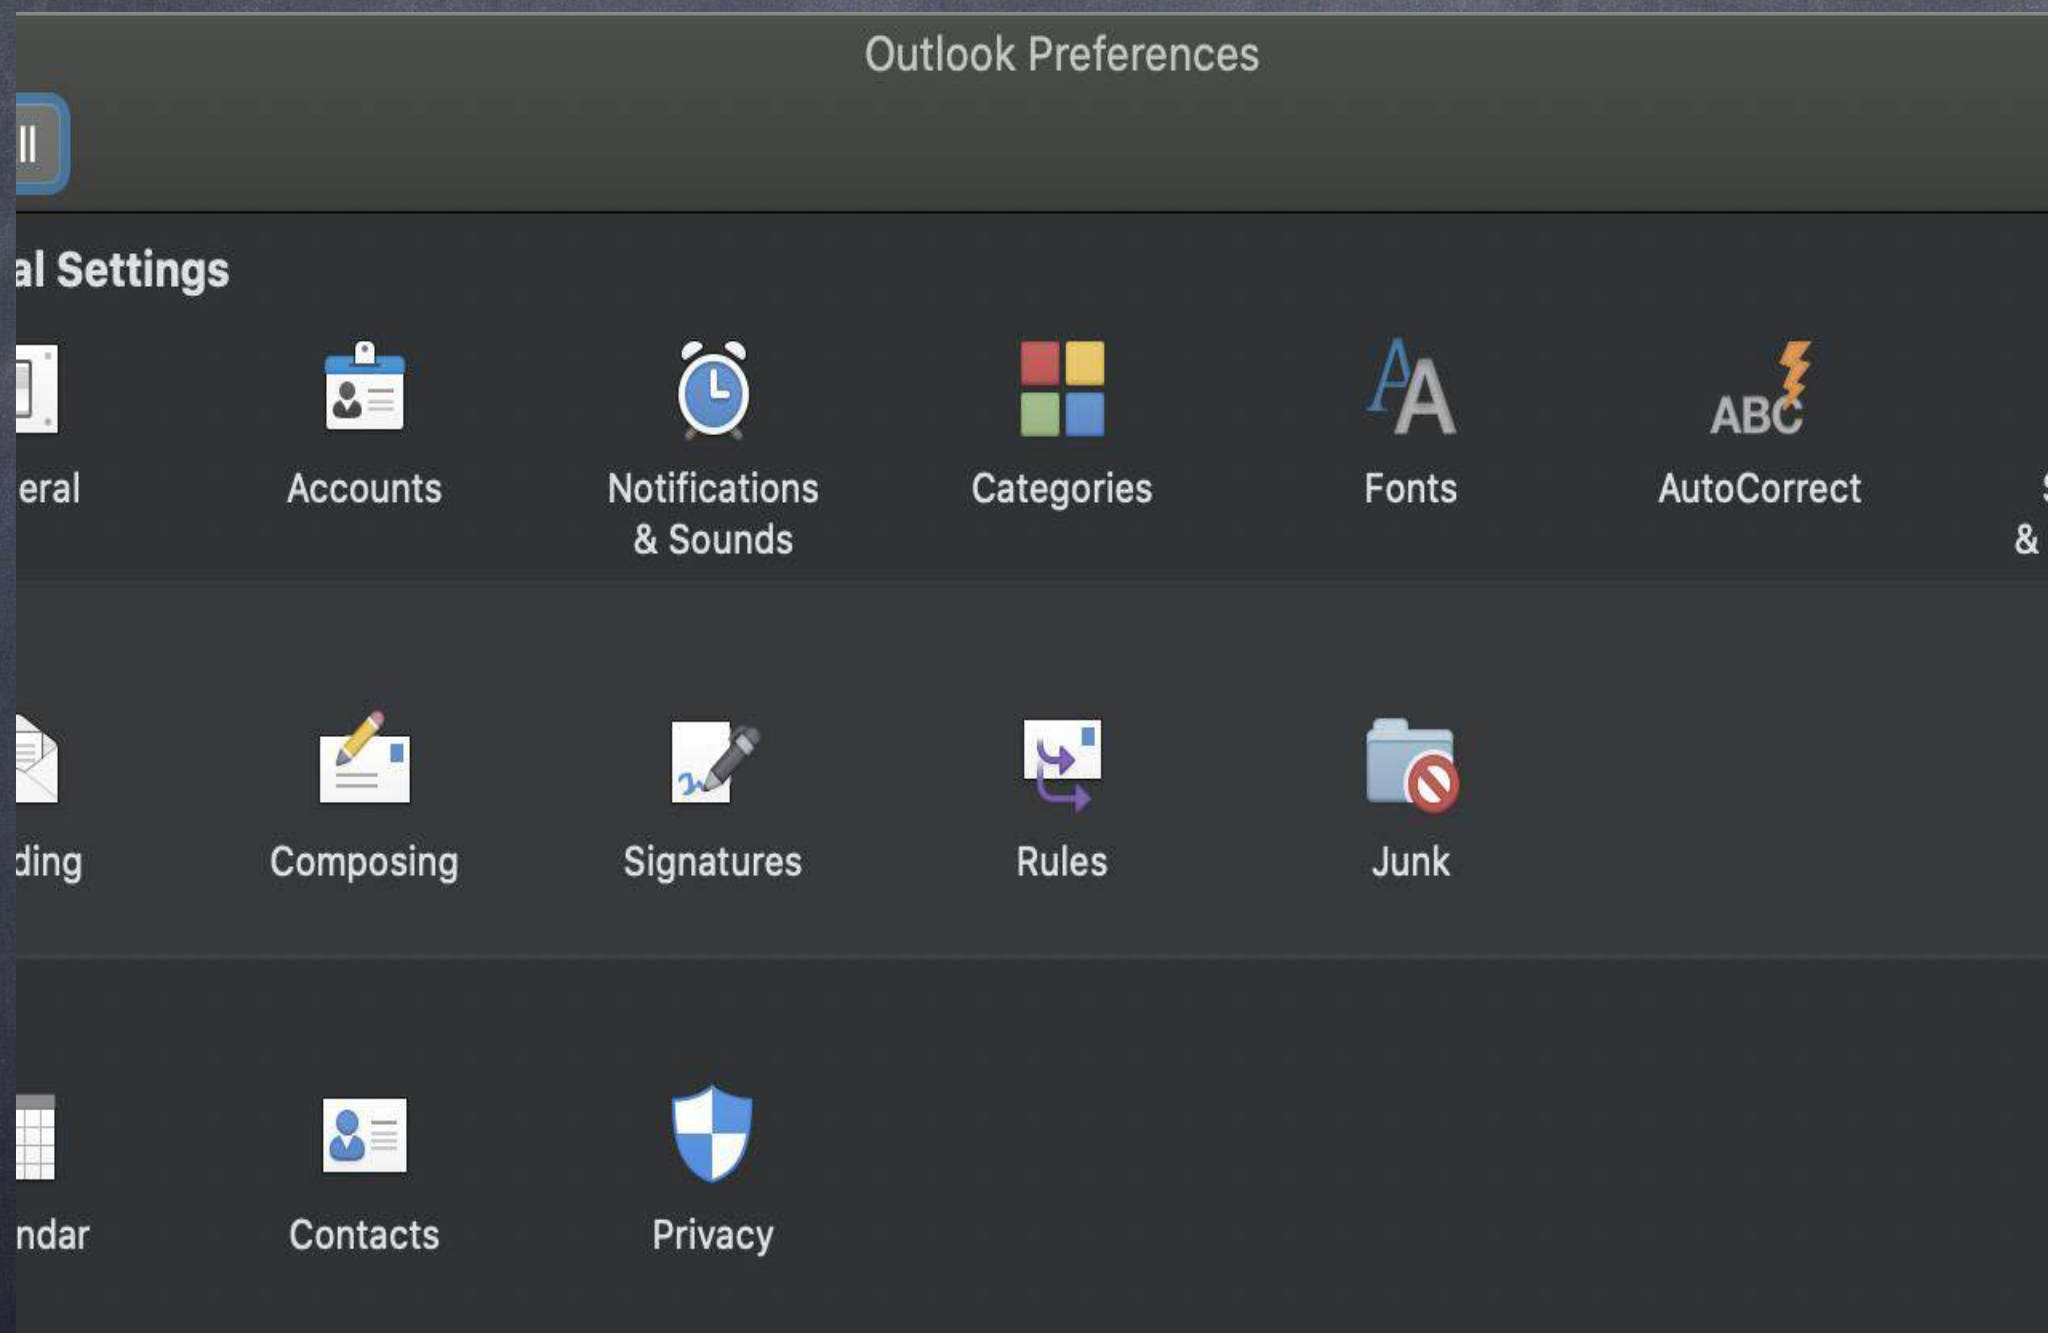 Outlook Preferences
ll
al Settings
eral
Accounts
Notifications
& Sounds
Categories
Fonts
AutoCorrect
&
ding
Composing
Signatures
Rules
Junk
ndar
Contacts
Privacy